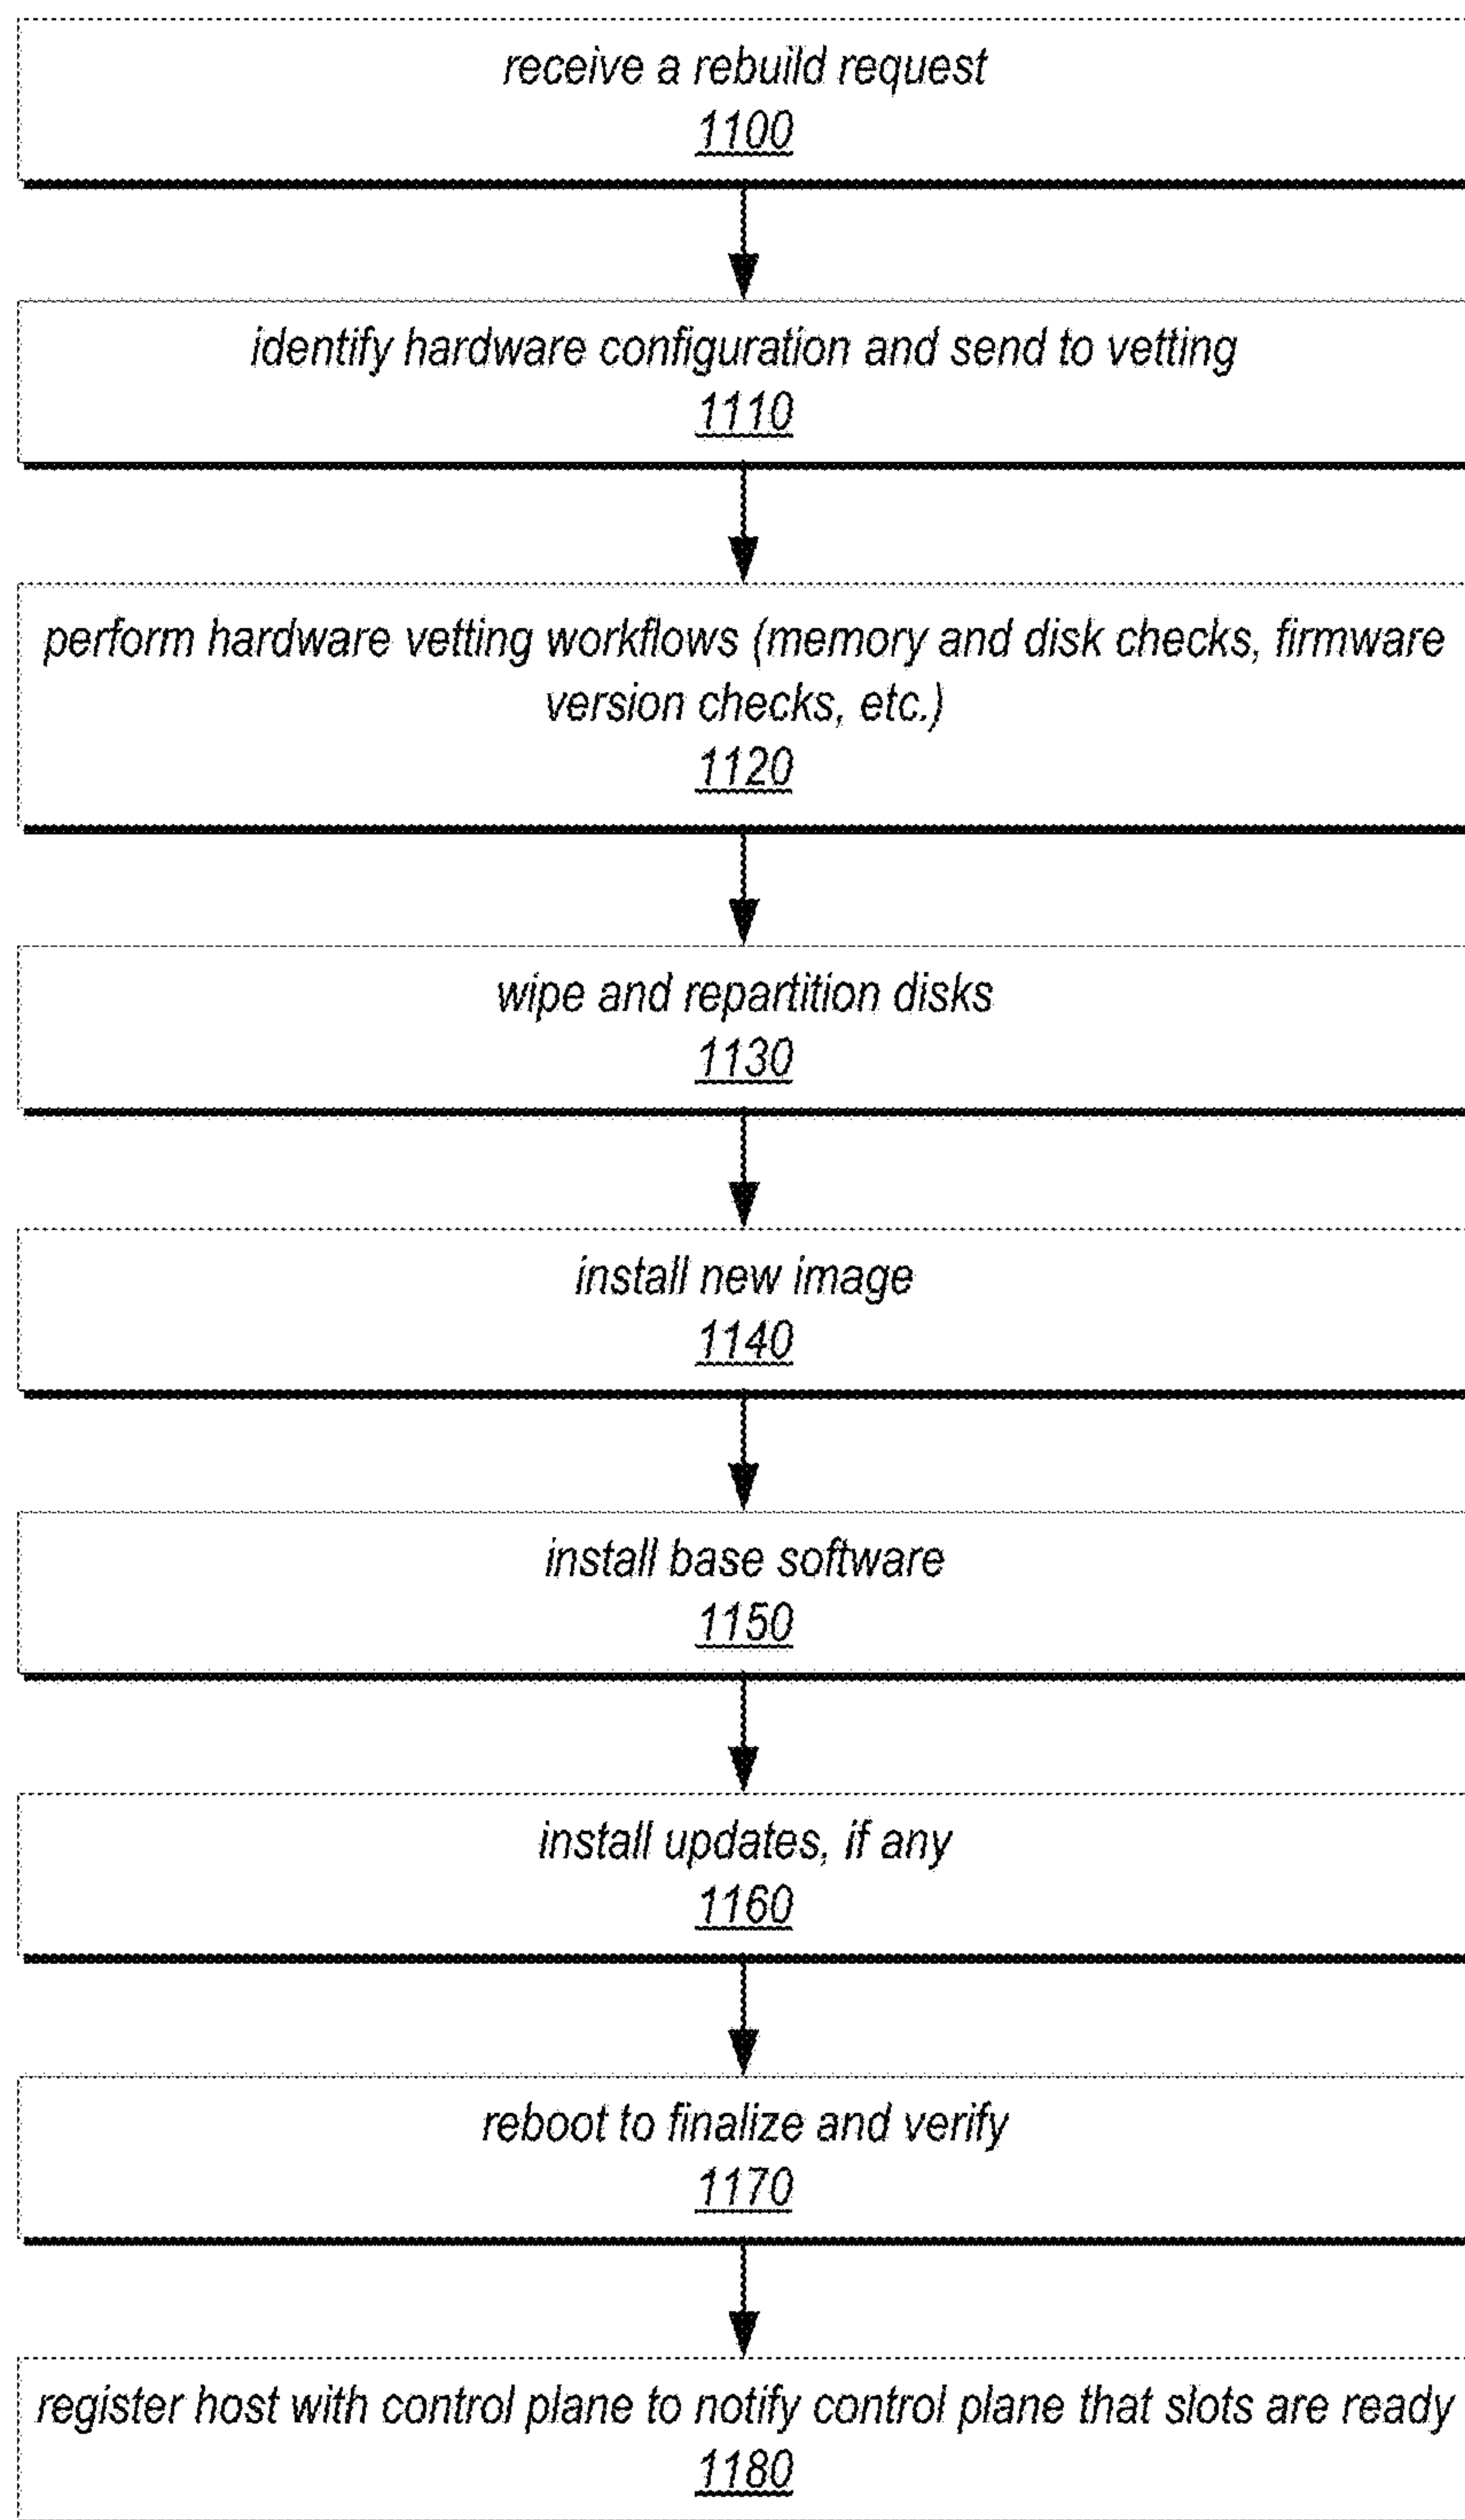 receive a rebuild request
1100
identify hardware configuration and send to vetting
1110
perform hardware vetting workflows (memory and disk checks, firmware
version checks, etc.)
1120
wipe and repartition disks
1130
install new image
1140
install base software
1150
install updates, if any
1160
reboot to finalize and verify
1170
register host with control plane to notify control plane that slots are ready
1180